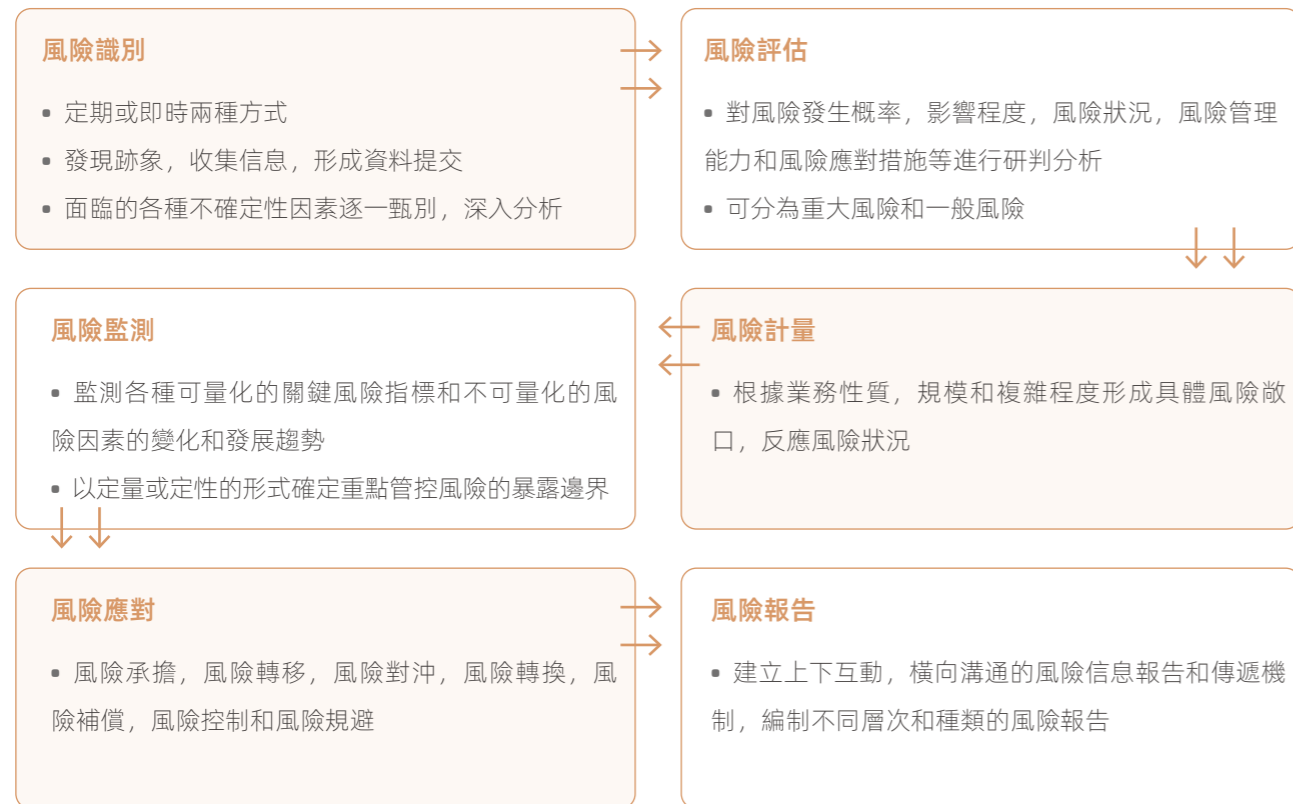 風險識別
• 定期或即時兩種方式
• 發現跡象，收集信息，形成資料提交
• 面臨的各種不確定性因素逐一甄別，深入分析
風險評估
• 對風險發生概率，影響程度，風險狀況，風險管理
能力和風險應對措施等進行研判分析
• 可分為重大風險和一般風險
風險計量
• 根據業務性質，規模和複雜程度形成具體風險敞
口，反應風險狀況
風險監測
• 監測各種可量化的關鍵風險指標和不可量化的風
險因素的變化和發展趨勢
• 以定量或定性的形式確定重點管控風險的暴露邊界
風險應對
• 風險承擔，風險轉移，風險對沖，風險轉換，風
險補償，風險控制和風險規避
風險報告
• 建立上下互動，橫向溝通的風險信息報告和傳遞機
制，編制不同層次和種類的風險報告